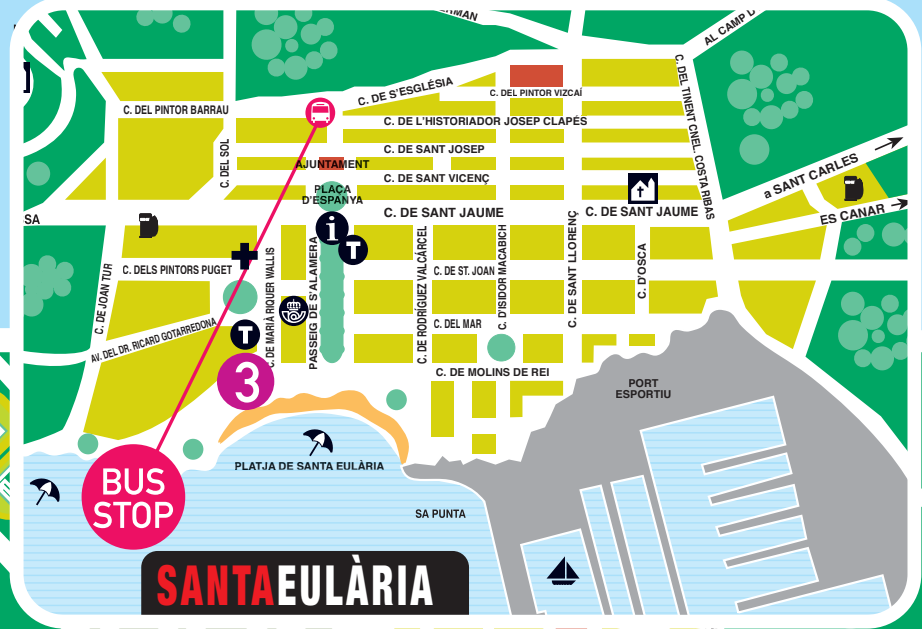 AL CAMP D
C. DE S'ESGLÉSIA
C. DEL PINTOR VIZCAÍ
C. DEL PINTOR BARRAU
C. DE L'HISTORIADOR JOSEP CLAPÉS
C. DEL TINENT CNEL. COSTA RIBAS
C. DEL SOL
C. DE SANT JOSEP
AJUNTAMENT
C. DE SANT VICENÇ
a SANT CARLES
PLAÇA
D'ESPANYA
SA
C. DE SANT JAUME
C. DE SANT JAUME
ES CANAR
i
T
C. DELS PINTORS PUGET
C. DE JOAN TUR
C. DE MARIÀ RIQUER WALLIS
PASSEIG DE S'ALAMERA
C. DE RODRÍGUEZ VALCÁRCEL
C. DE ST. JOAN
C. D'ISIDOR MACABICH
C. DE SANT LLORENÇ
C. D'OSCA
AV. DEL DR. RICARD GOTARREDONA
T
C. DEL MAR
3
C. DE MOLINS DE REI
PORT
ESPORTIU
PLATJA DE SANTA EULÀRIA
BUS
STOP
SA PUNTA
SANTAEULÀRIA